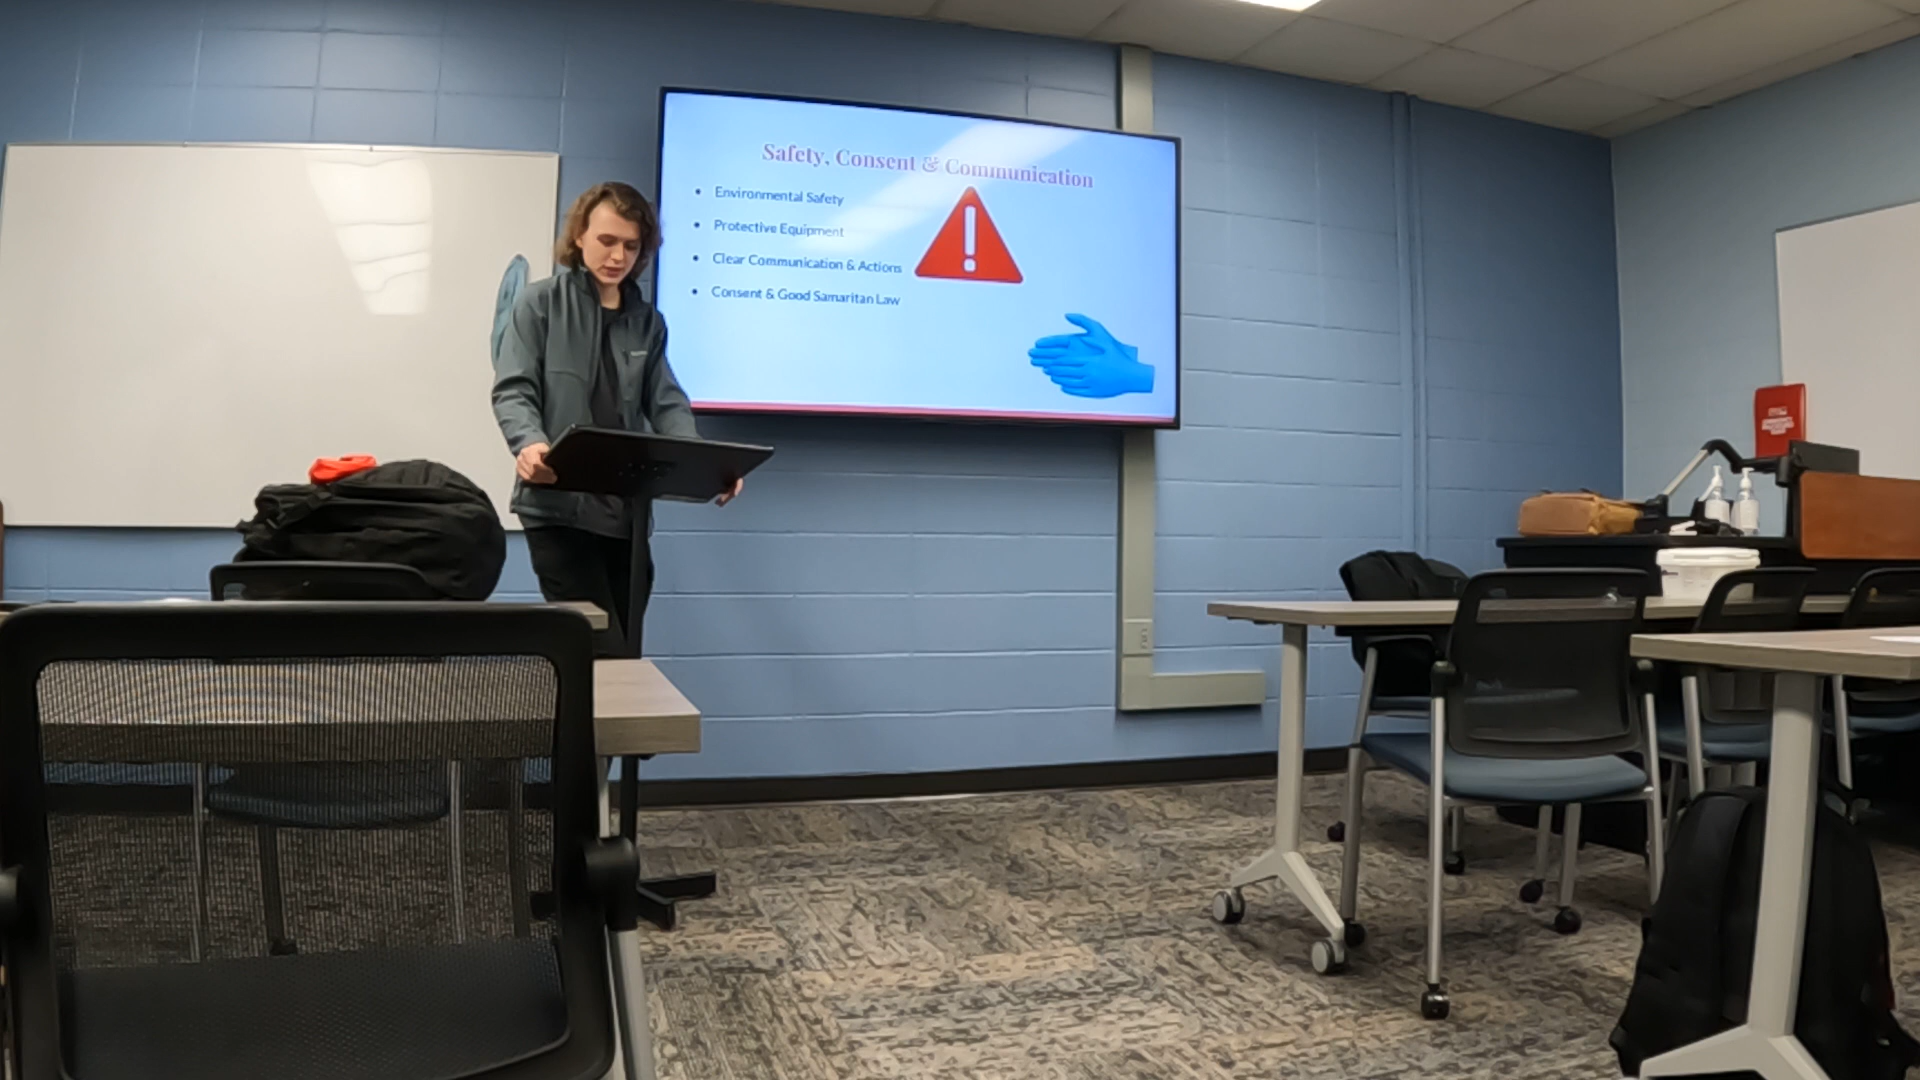 Safety, Consent & Communication
• Environmental Safety
• Protective Equipment
• Clear Communication & Actions
• Consent & Good Samaritan Law